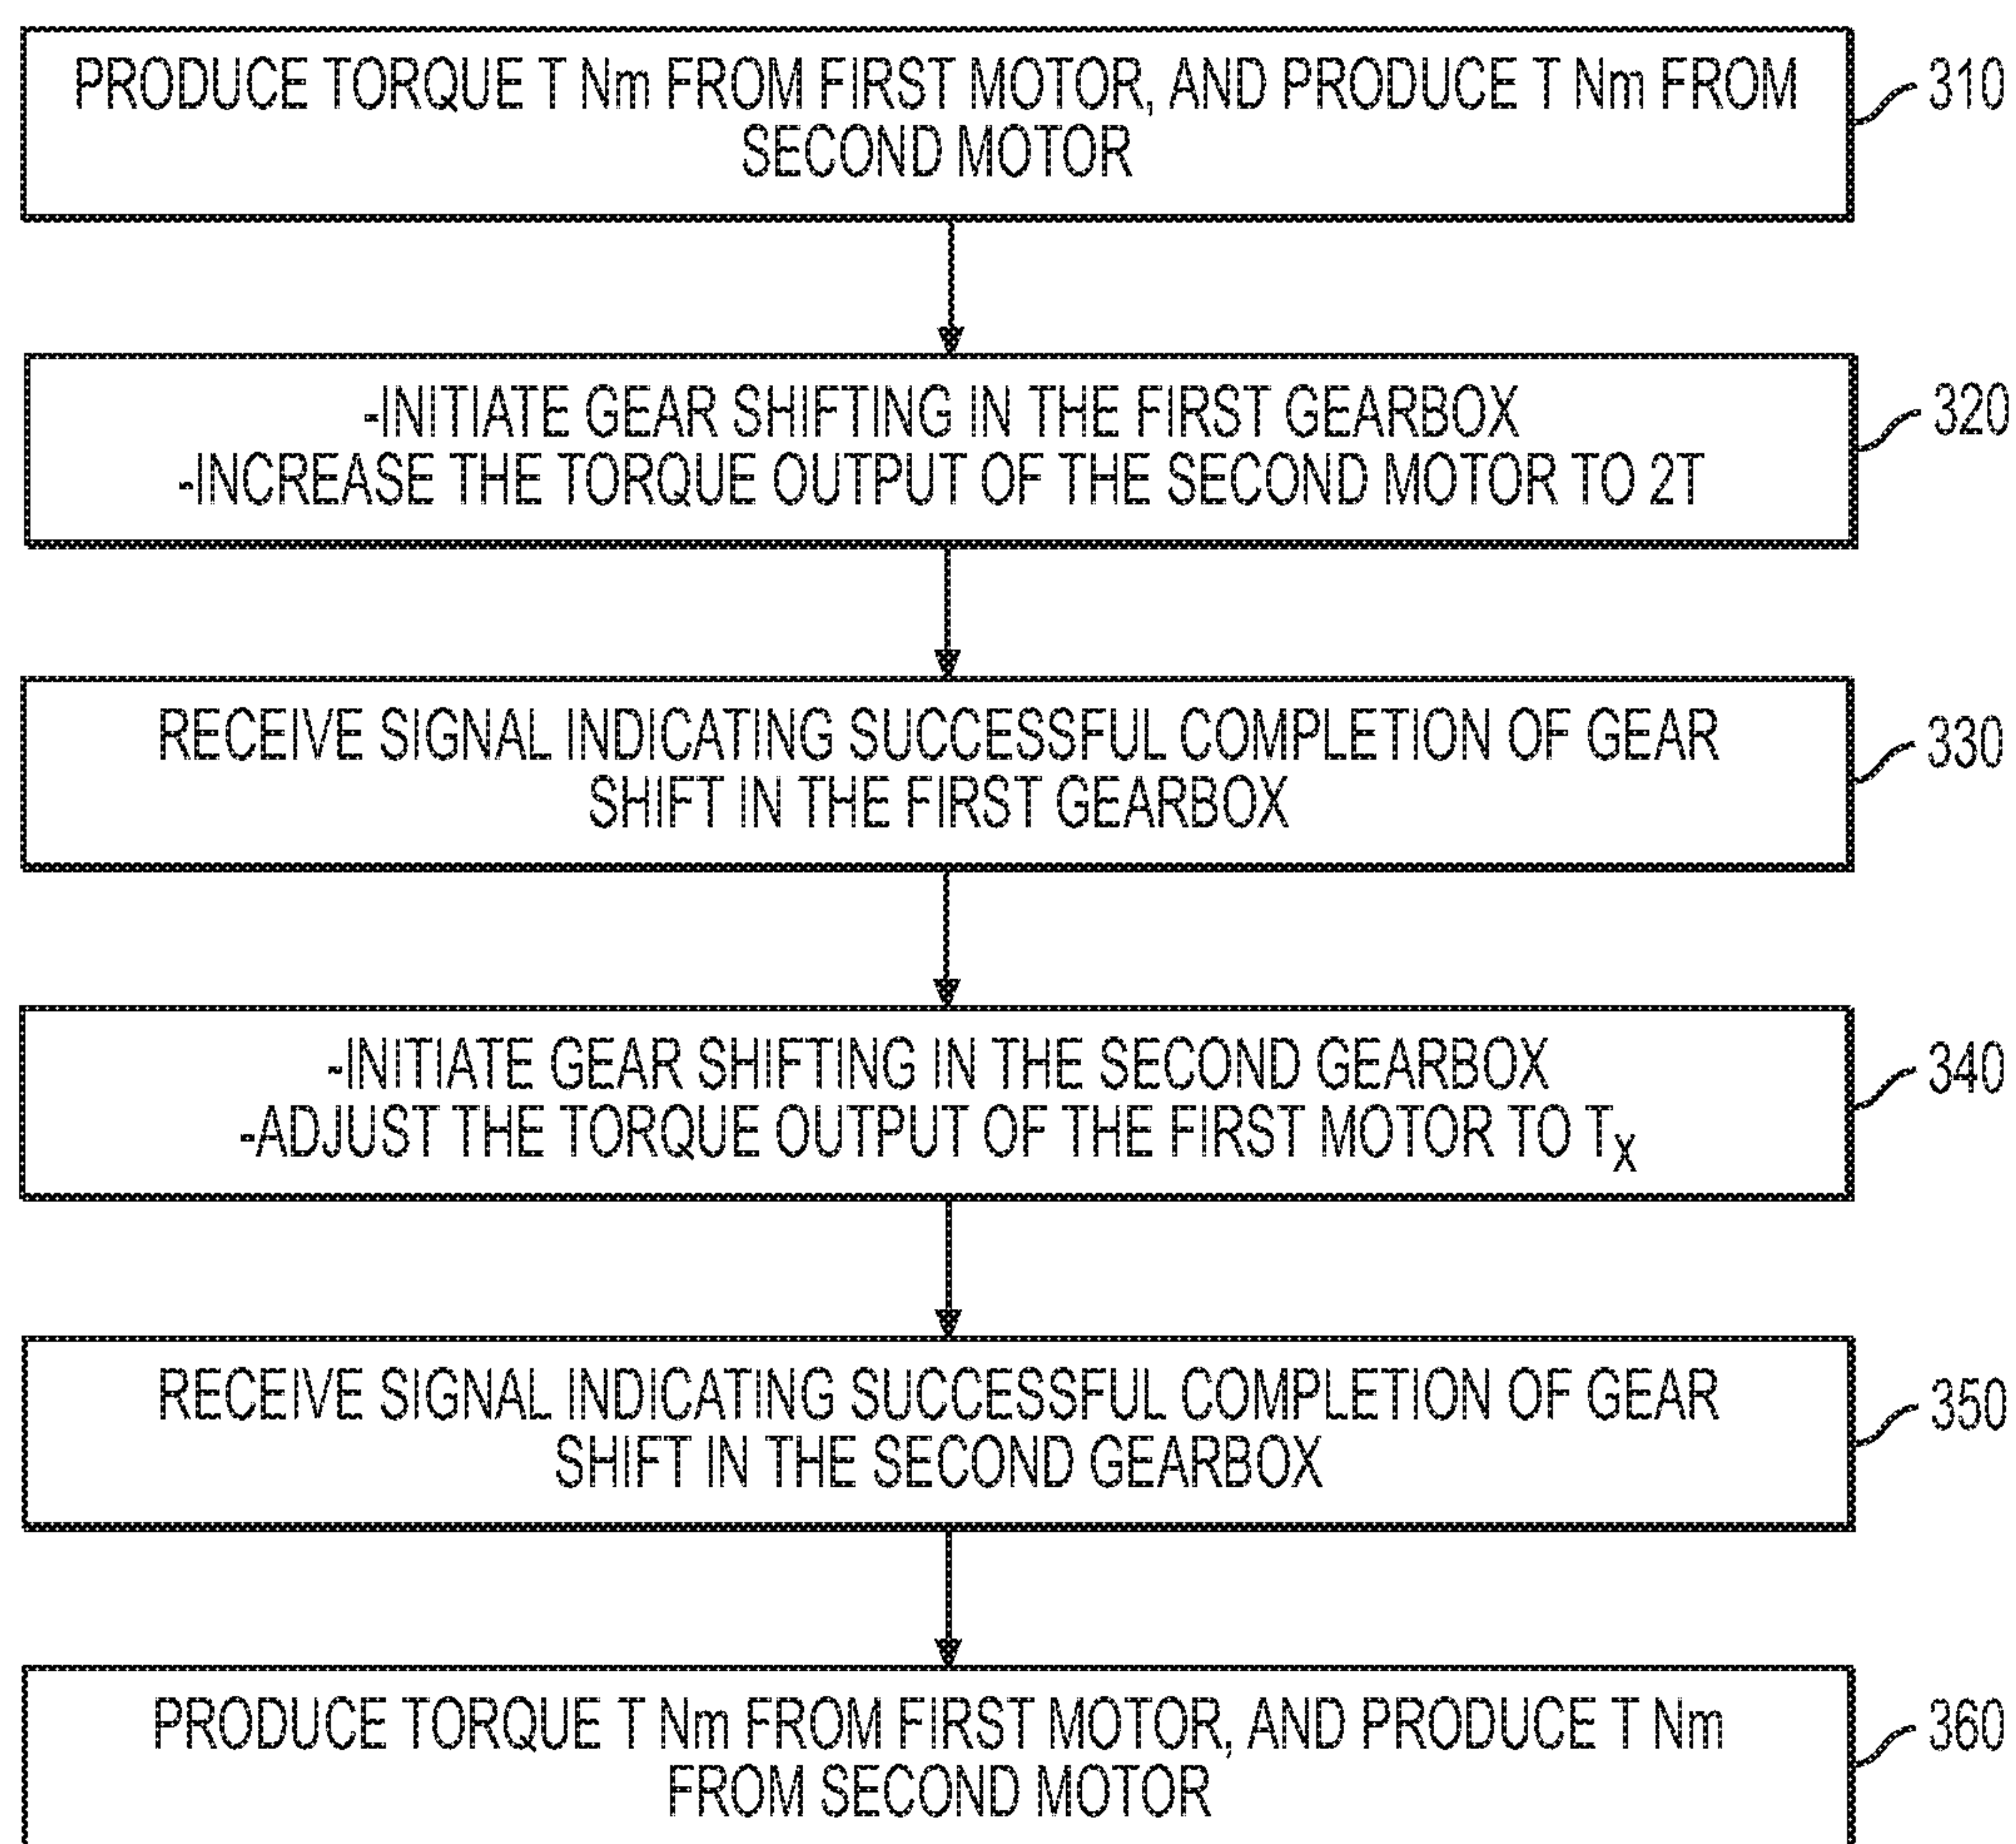 PRODUCE TORQUE T Nm FROM FIRST MOTOR, AND PRODUCE T Nm FROM
SECOND MOTOR
310
-INITIATE GEAR SHIFTING IN THE FIRST GEARBOX
-INCREASE THE TORQUE OUTPUT OF THE SECOND MOTOR TO 2T
320
RECEIVE SIGNAL INDICATING SUCCESSFUL COMPLETION OF GEAR
SHIFT IN THE FIRST GEARBOX
330
-INITIATE GEAR SHIFTING IN THE SECOND GEARBOX
-ADJUST THE TORQUE OUTPUT OF THE FIRST MOTOR TO TX
340
RECEIVE SIGNAL INDICATING SUCCESSFUL COMPLETION OF GEAR
SHIFT IN THE SECOND GEARBOX
350
PRODUCE TORQUE T Nm FROM FIRST MOTOR, AND PRODUCE T Nm
FROM SECOND MOTOR
360